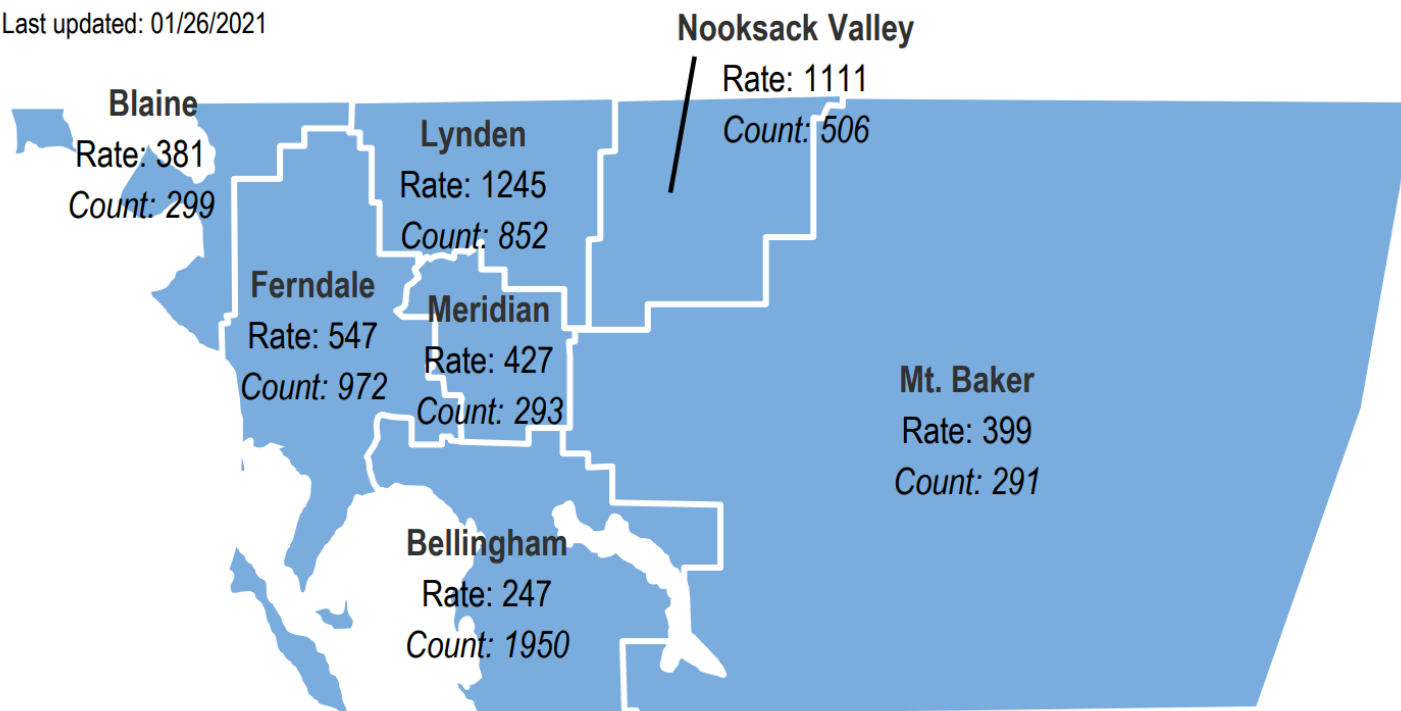 Last updated: 01/26/2021
Nooksack Valley
Rate: 1111
Count: 506
Blaine
Rate: 381
Count: 299
Lynden
Rate: 1245
Count: 852
Ferndale
Rate: 547
Count: 972
Meridian
Rate: 427
Count: 293
Mt. Baker
Rate: 399
Count: 291
Bellingham
Rate: 247
Count: 1950